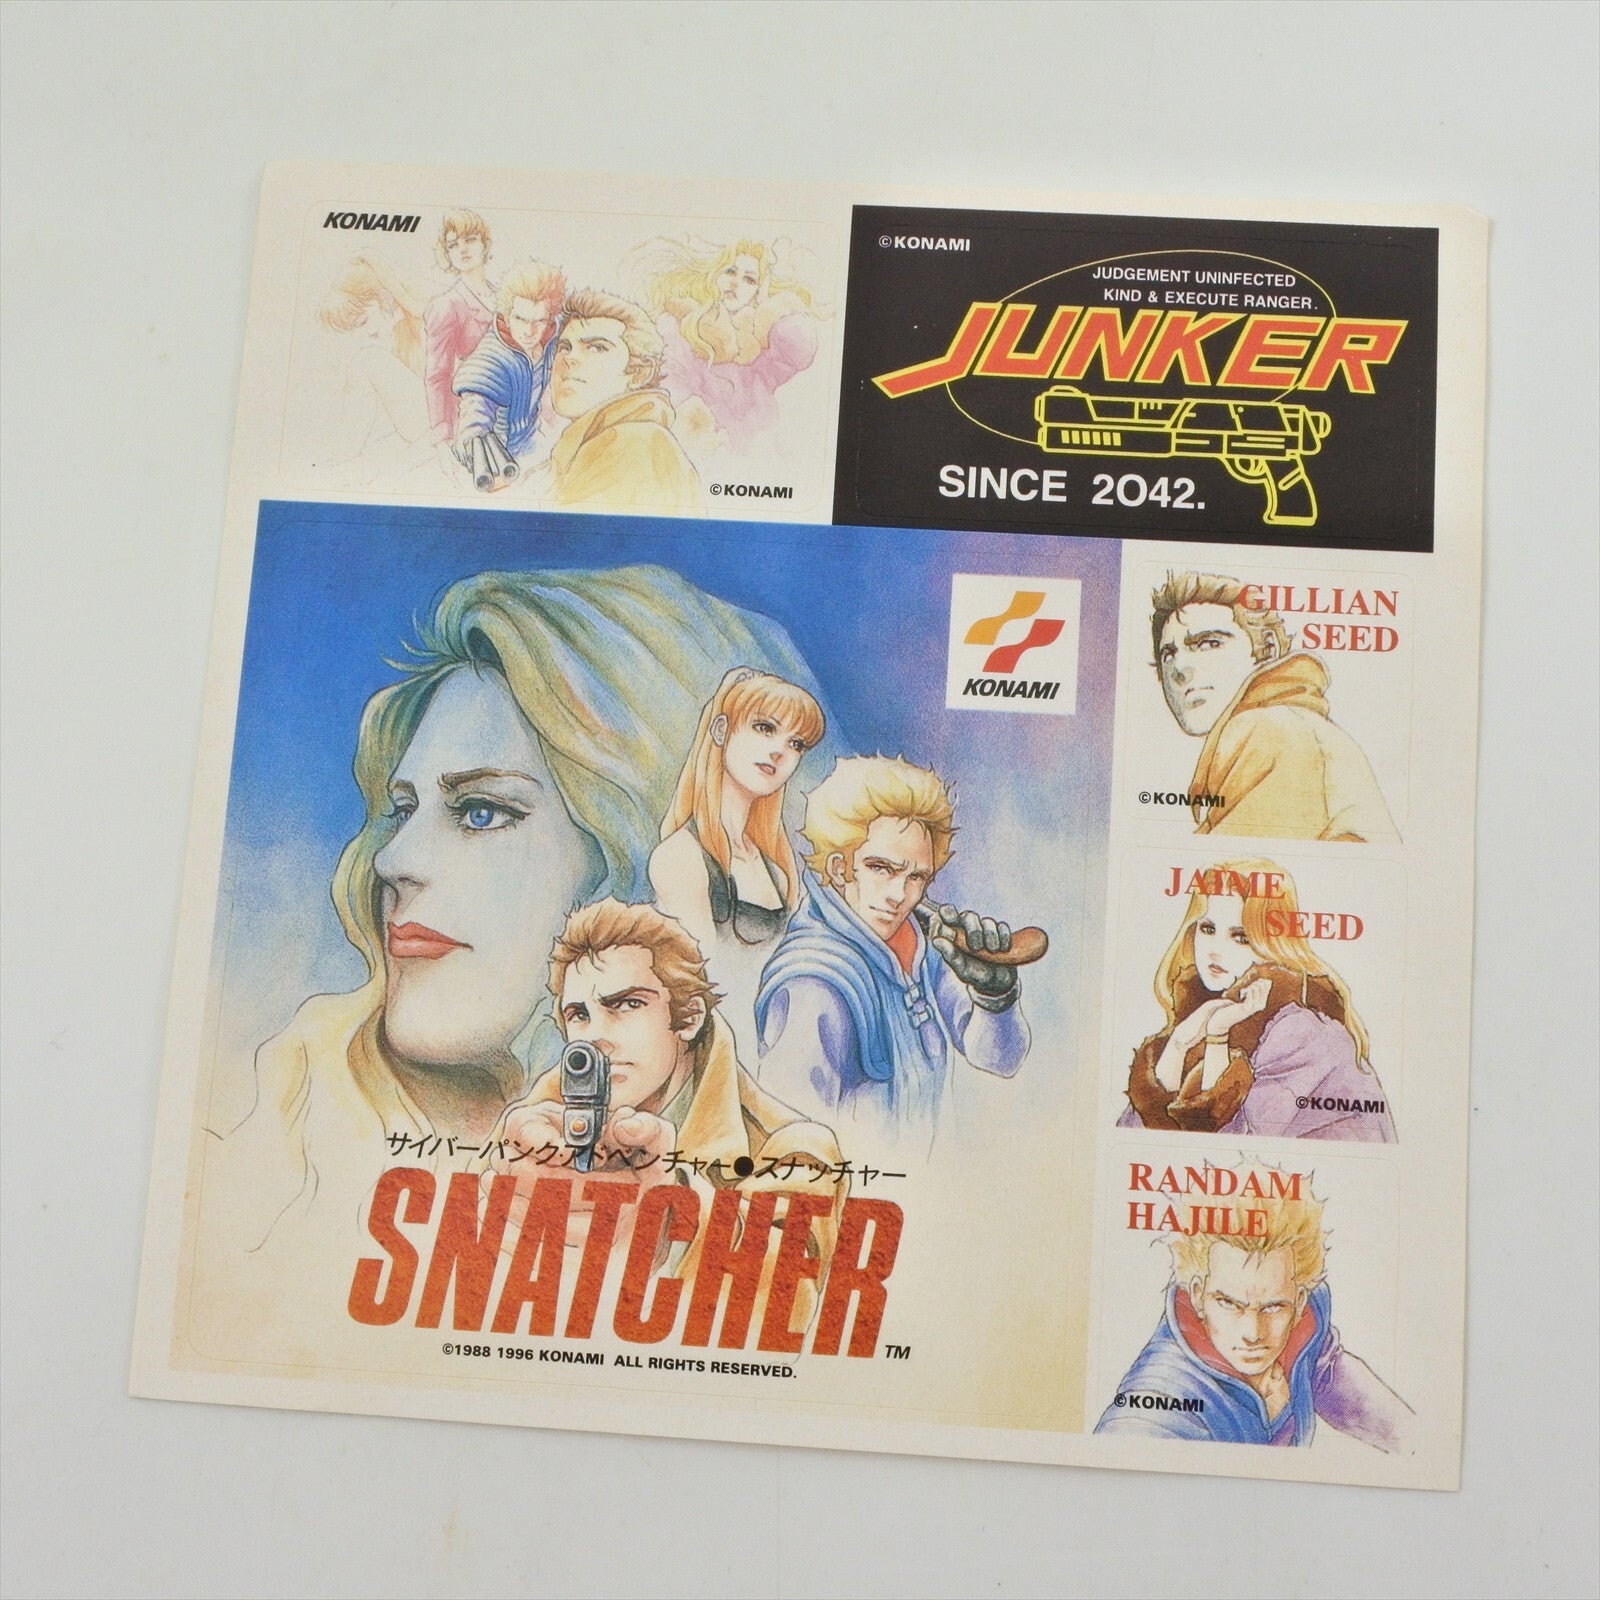 KONAMI
©KONAMI
©KONAMI
JUDGEMENT UNINFECTED
KIND & EXECUTE RANGER.
JUNKER
SINCE 2042.
KONAMI
サイバーパンク・アドベンチャー●スナッチャー
SNATCHER™
©1988 1996 KONAMI ALL RIGHTS RESERVED.
GILLIAN
SEED
©KONAMI
JAIME
SEED
©KONAMI
RANDAM
HAJILE
©KONAMI